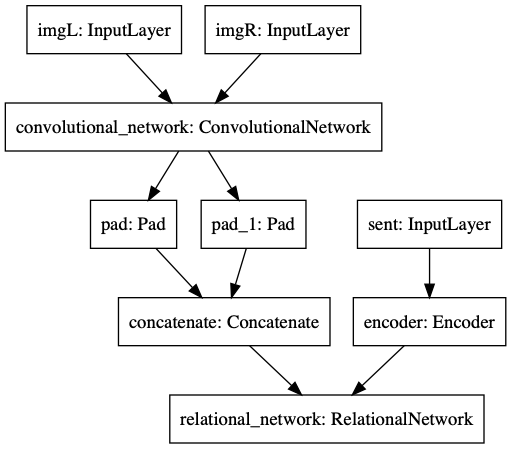 imgL: InputLayer
imgR: InputLayer
convolutional_network: ConvolutionalNetwork
pad: Pad
pad_1: Pad
sent: InputLayer
concatenate: Concatenate
encoder: Encoder
relational_network: RelationalNetwork